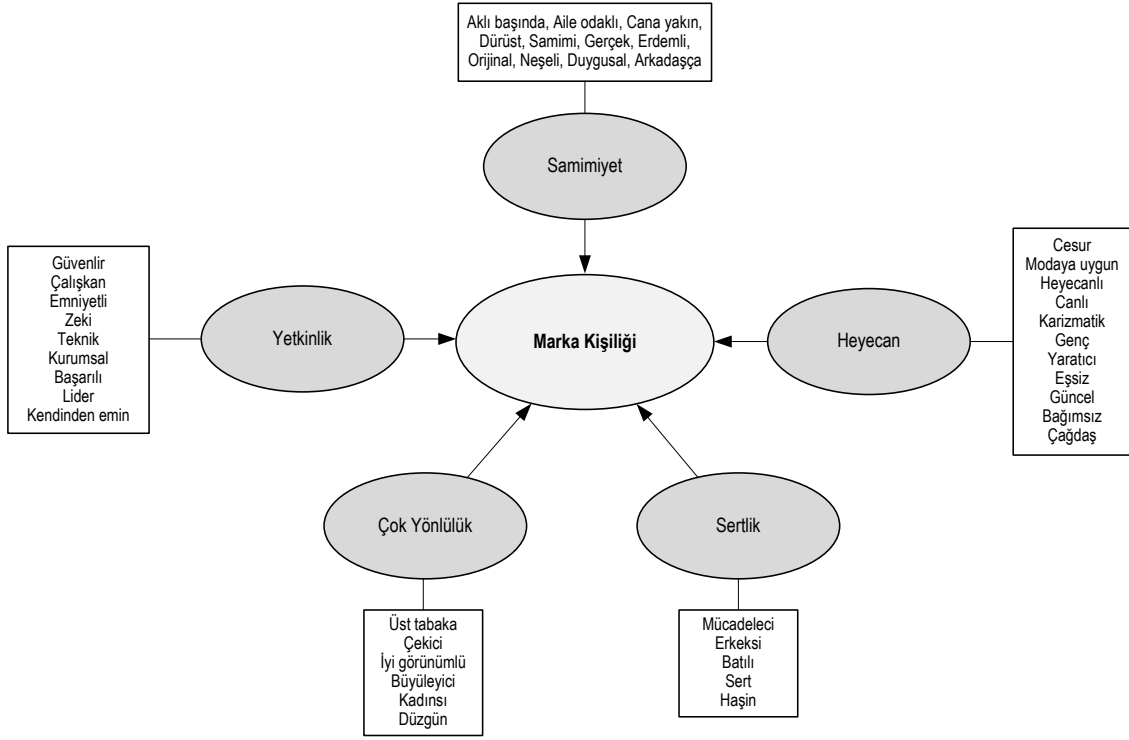 Aklı başında, Aile odaklı, Cana yakın,
Dürüst, Samimi, Gerçek, Erdemli,
Orijinal, Neşeli, Duygusal, Arkadaşça
Samimiyet
Güvenlir
Çalışkan
Emniyetli
Zeki
Teknik
Kurumsal
Başarılı
Lider
Kendinden emin
Yetkinlik
Marka Kişiliği
Heyecan
Cesur
Modaya uygun
Heyecanlı
Canlı
Karizmatik
Genç
Yaratıcı
Eşsiz
Güncel
Bağımsız
Çağdaş
Çok Yönlülük
Sertlik
Üst tabaka
Çekici
İyi görünümlü
Büyüleyici
Kadınsı
Düzgün
Mücadeleci
Erkeksi
Batılı
Sert
Haşin